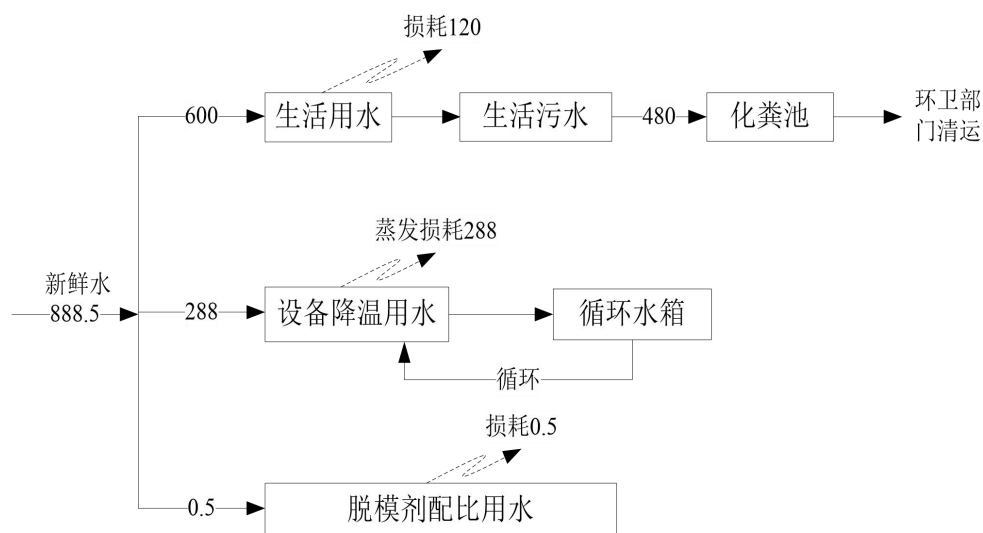 损耗120
600
生活用水
生活污水
480
化粪池
环卫部
门清运
蒸发损耗288
新鲜水
888.5
288
设备降温用水
循环水箱
循环
损耗0.5
0.5
脱模剂配比用水